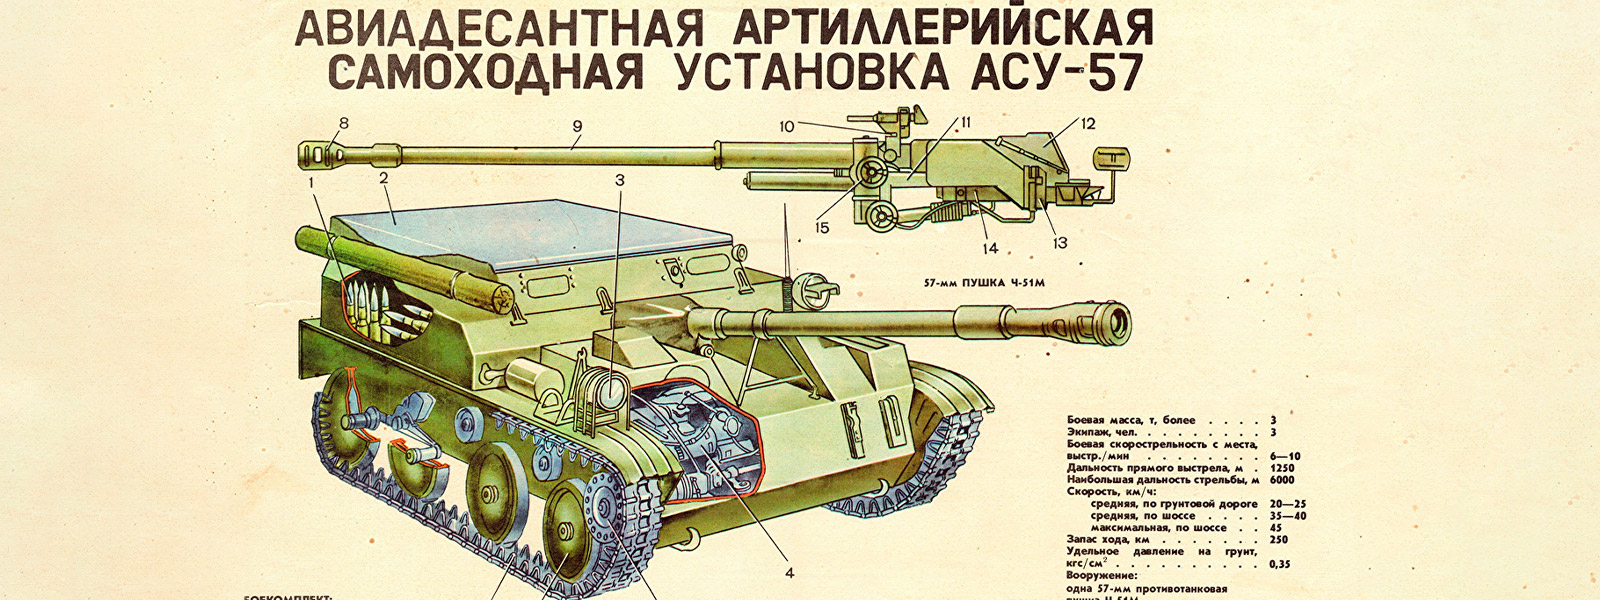 АВИАДЕСАНТНАЯ АРТИЛЛЕРИЙСКАЯ
САМОХОДНАЯ УСТАНОВКА АСУ-57
8
9
10
11
12
1
2
3
15
14
13
57-мм ПУШКА Ч-51М
4
Боевая масса, т, более . . . . 3
Экипаж, чел. . . . . . . . . . 3
Боевая скорострельность с места,
выстр./мин . . . . . . . . . 6—10
Дальность прямого выстрела, м . 1250
Наибольшая дальность стрельбы, м 6000
Скорость, км/ч:
средняя, по грунтовой дороге 20—25
средняя, по шоссе . . . . 35—40
максимальная, по шоссе . . 45
Запас хода, км . . . . . . . 250
Удельное давление на грунт,
кгс/см² . . . . . . . . . . 0,35
Вооружение:
одна 57-мм противотанковая
пушка Ч-51М
БОЕКОМПЛЕКТ: